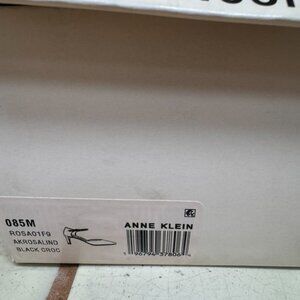 085M
ROSA01F9
AKROSALIND
BLACK CROC
ANNE KLEIN